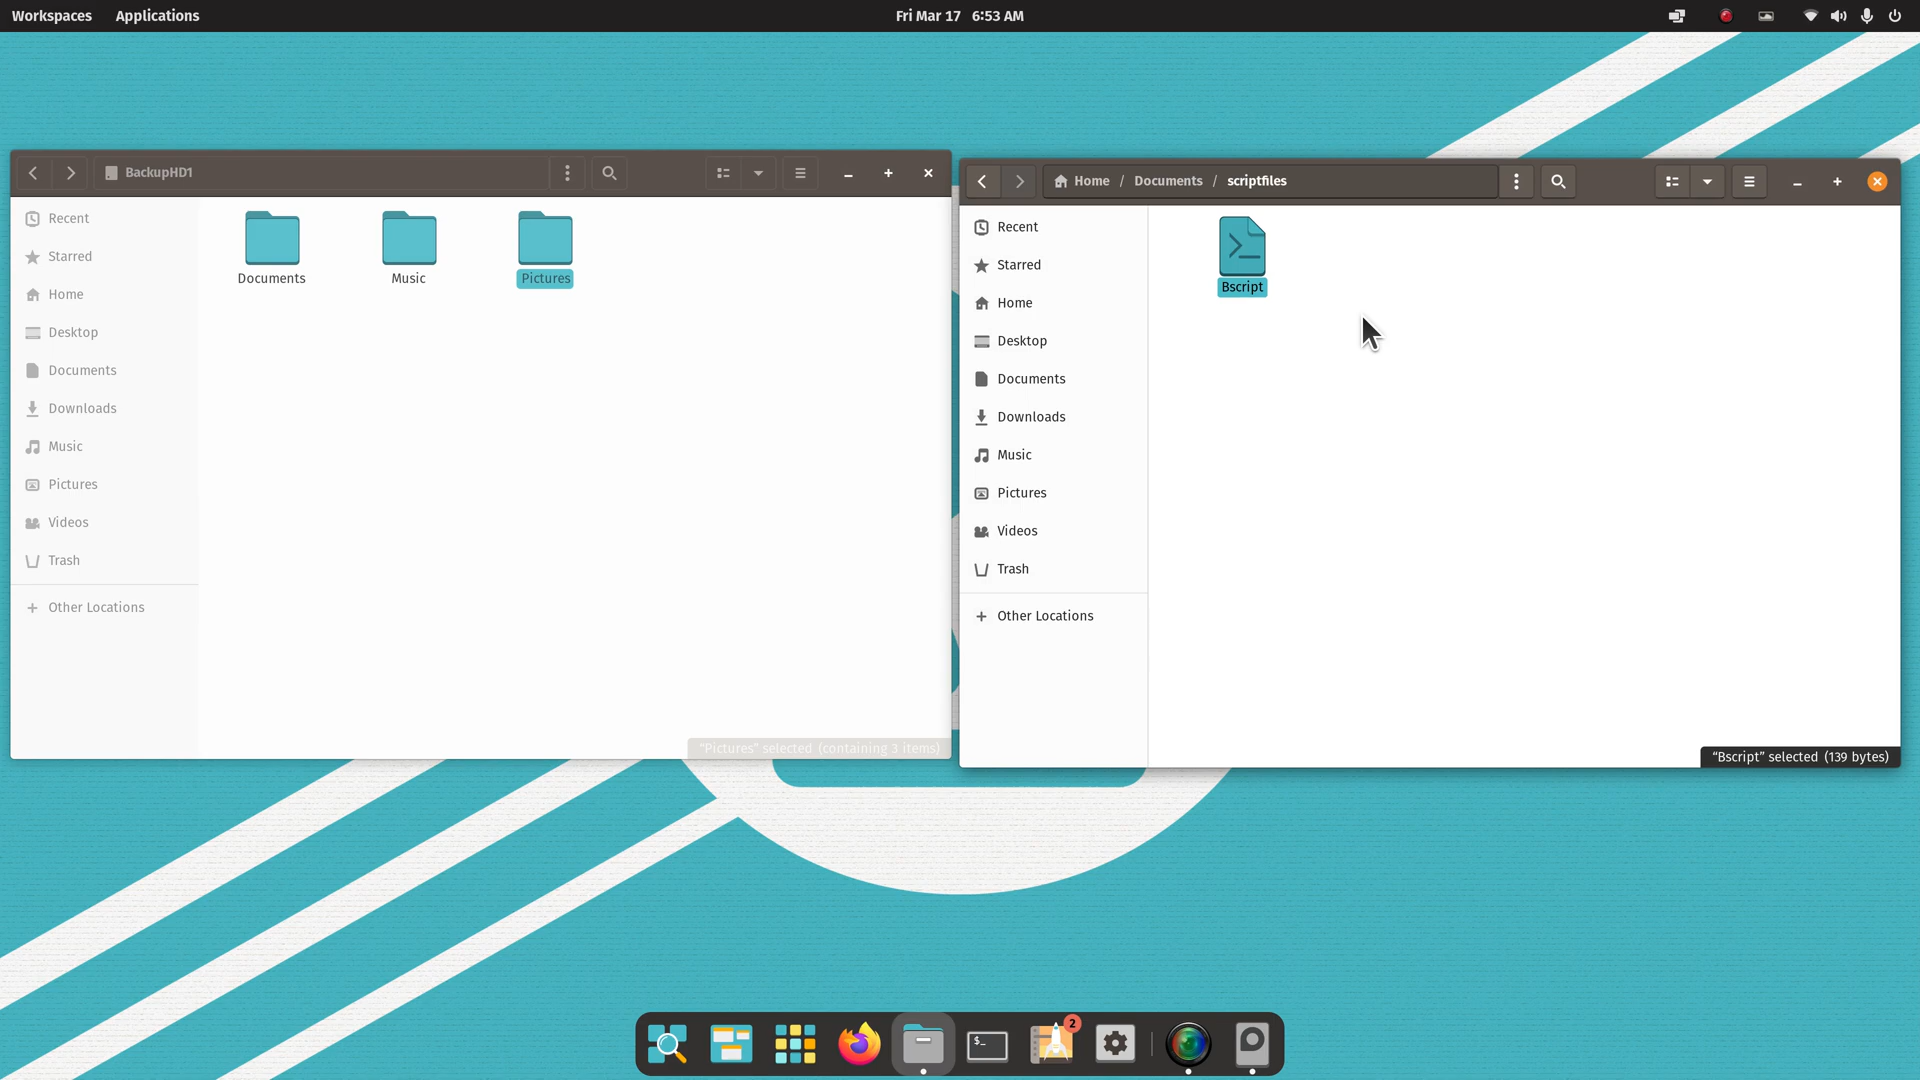 Workspaces Applications Fri Mar 17 6:53 AM
BackupHD1
Recent
Starred
Home
Desktop
Documents
Downloads
Music
Pictures
Videos
Trash
Other Locations
Documents Music Pictures
"Pictures" selected (containing 3 items)
Home / Documents / scriptfiles
Recent
Starred
Home
Desktop
Documents
Downloads
Music
Pictures
Videos
Trash
Other Locations
Bscript
“Bscript” selected (139 bytes)
$_
2